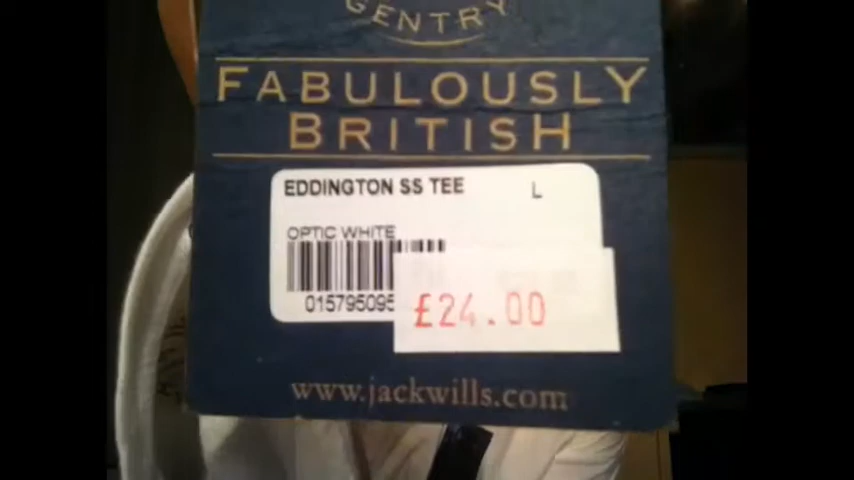 GENTRY
FABULOUSLY
BRITISH
EDDINGTON SS TEE L
OPTIC WHITE
015795095
£24.00
www.jackwills.com